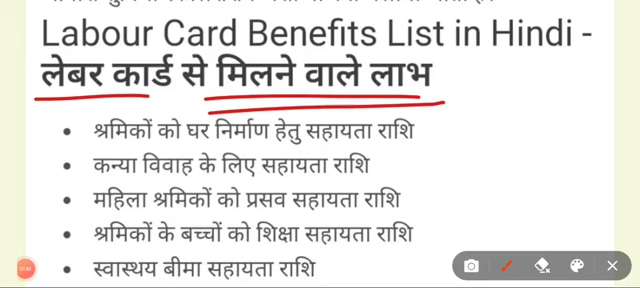 Labour Card Benefits List in Hindi -
लेबर कार्ड से मिलने वाले लाभ
श्रमिकों को घर निर्माण हेतु सहायता राशि
कन्या विवाह के लिए सहायता राशि
महिला श्रमिकों को प्रसव सहायता राशि
श्रमिकों के बच्चों को शिक्षा सहायता राशि
स्वास्थय बीमा सहायता राशि